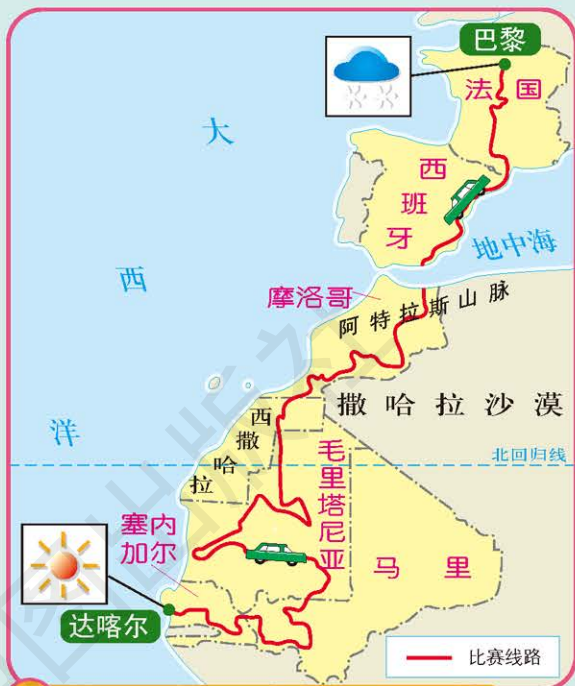 巴黎
法国
大
西
洋
西班牙
地中海
摩洛哥
阿特拉斯山脉
撒哈拉沙漠
西撒哈拉
北回归线
毛里塔尼亚
塞内
加尔
马里
达喀尔
比赛线路